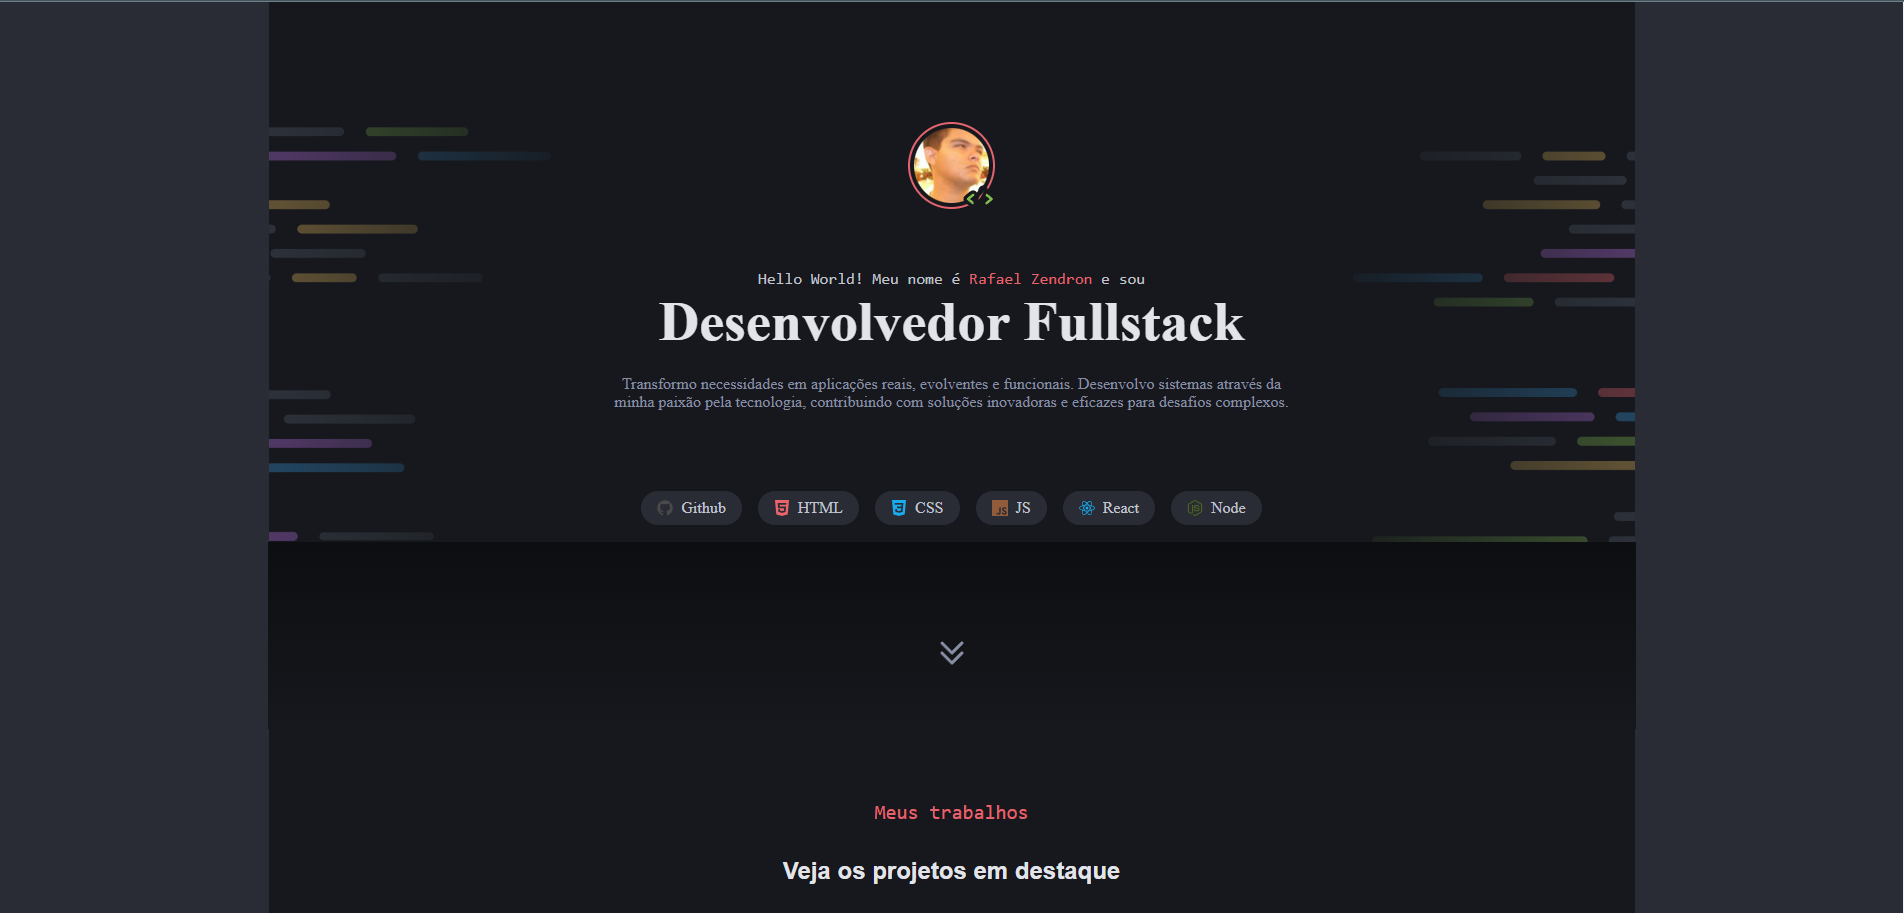 Hello World! Meu nome é Rafael Zendron e sou
Desenvolvedor Fullstack
Transformo necessidades em aplicações reais, evolventes e funcionais. Desenvolvo sistemas através da
minha paixão pela tecnologia, contribuindo com soluções inovadoras e eficazes para desafios complexos.
Github HTML CSS JS React Node
Meus trabalhos
Veja os projetos em destaque